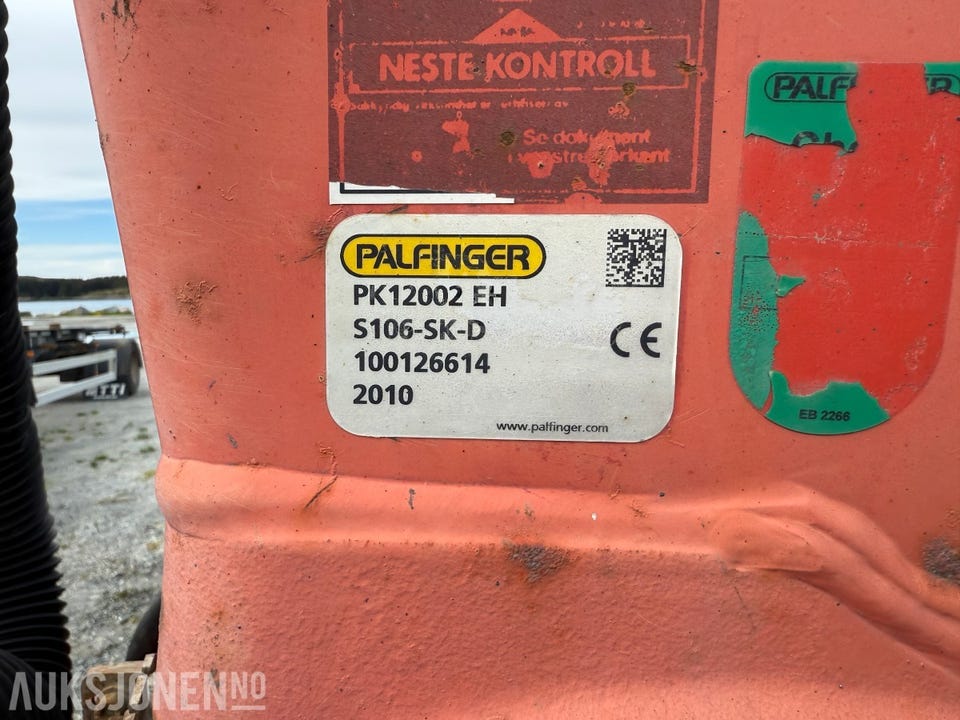 NESTE KONTROLL
Se dokument
PALFINGER
PK12002 EH
S106-SK-D
100126614
2010
CE
www.palfinger.com
PALF
R
EB 2266
AUKSJONEN.NO